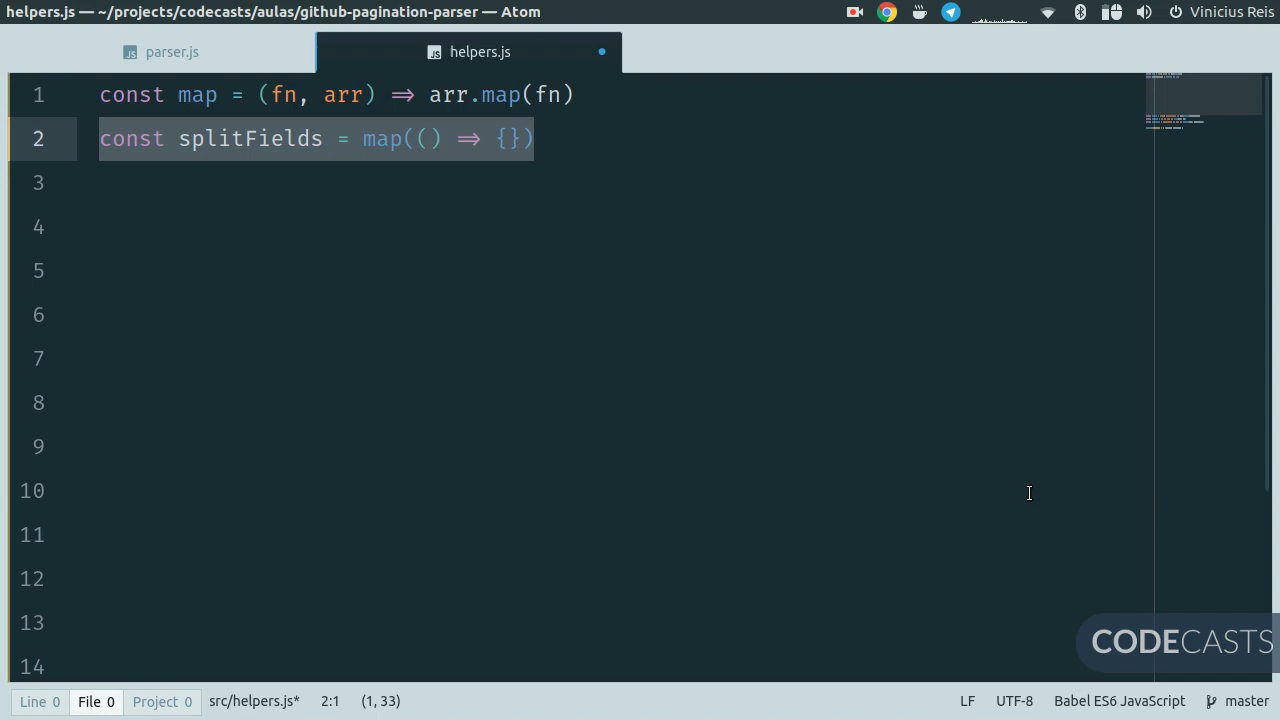 helpers.js — ~/projects/codecasts/aulas/github-pagination-parser — Atom
Vinicius Reis
JS parser.js
JS helpers.js
1 const map = (fn, arr) ⇒ arr.map(fn)
2 const splitFields = map(() ⇒ {})
3
4
5
6
7
8
9
10
11
12
13
14
CODECASTS
Line 0 File 0 Project 0 src/helpers.js* 2:1 (1, 33) LF UTF-8 Babel ES6 JavaScript master